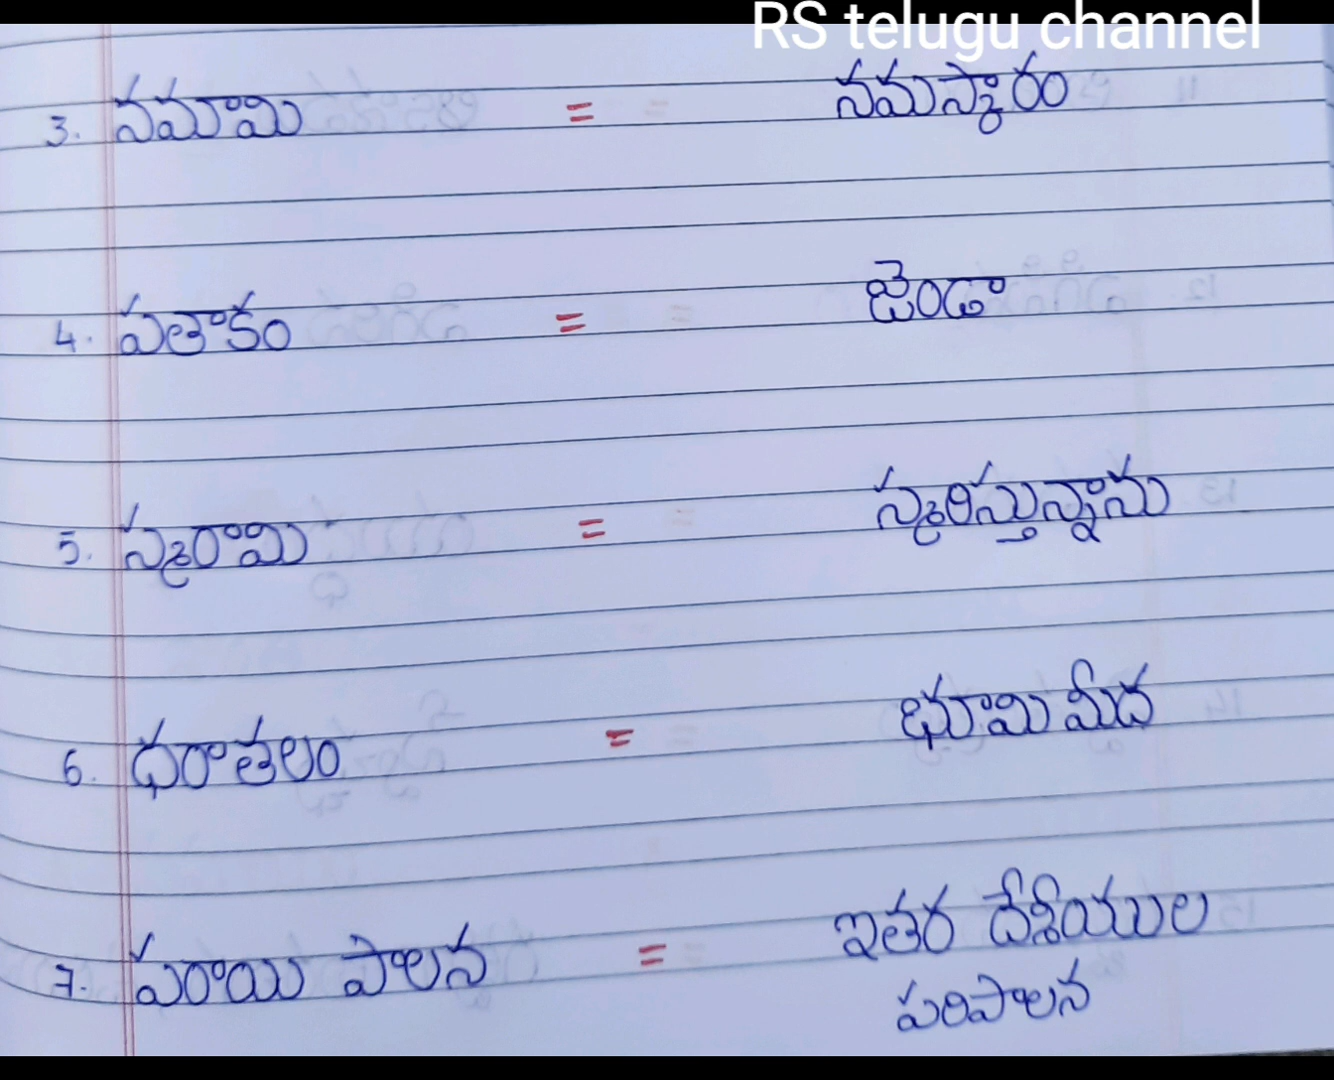 RS telugu channel
3. నమామి = నమస్కారం
4. పతాకం = జెండా
5. స్మరామి = స్మరిస్తున్నాను
6. ధరాతలం = భూమి మీద
7. పరాయి పాలన = ఇతర దేశీయుల
పరిపాలన